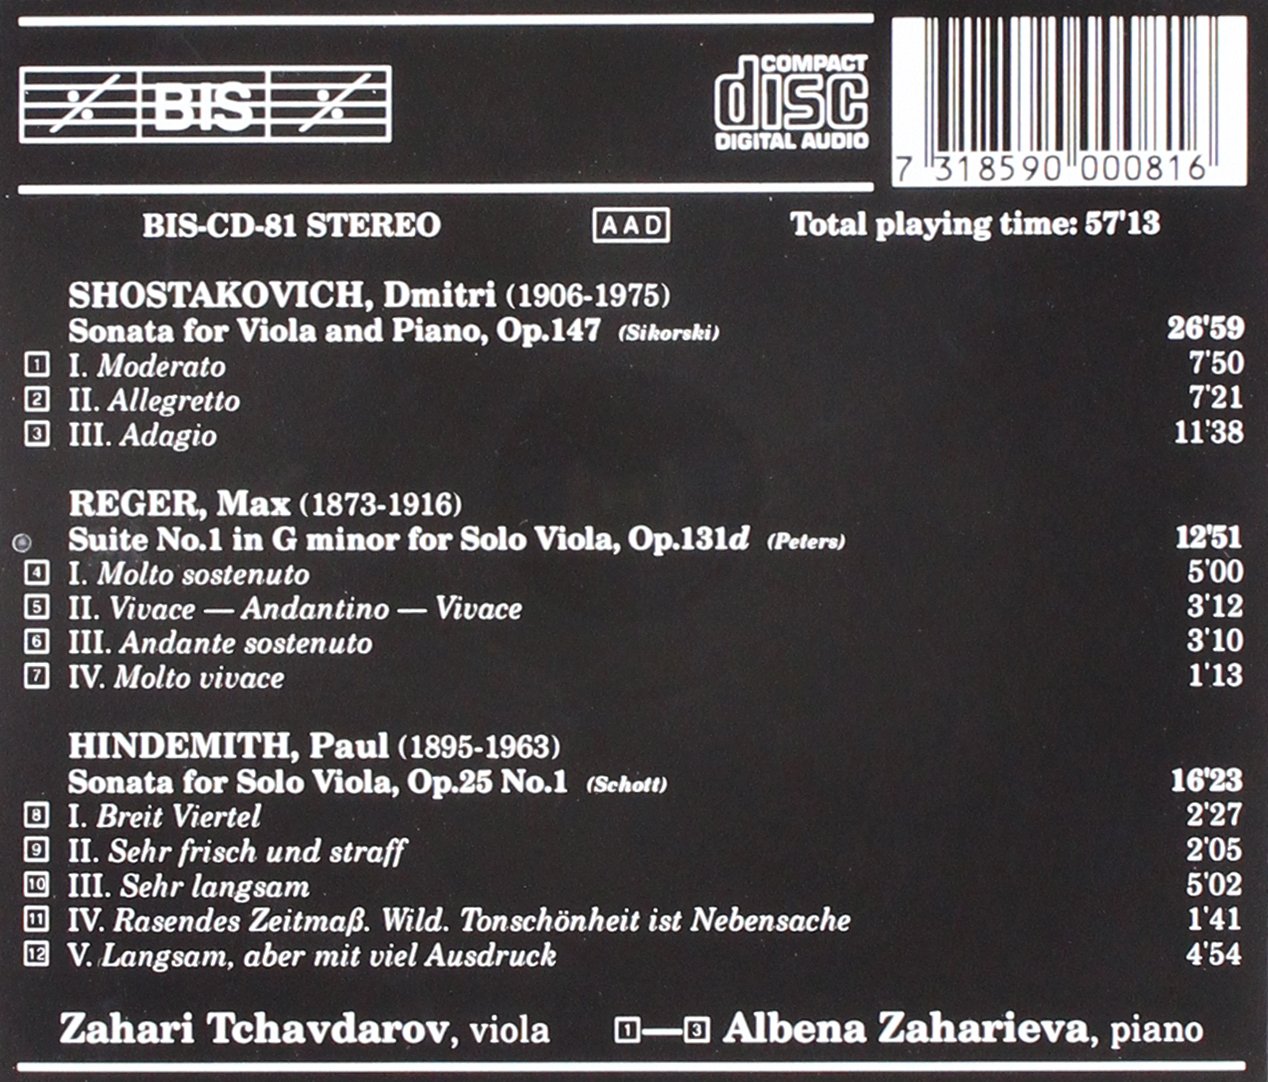 BIS
COMPACT
disc
DIGITAL AUDIO
7 318590 000816
BIS-CD-81 STEREO AAD Total playing time: 57'13
SHOSTAKOVICH, Dmitri (1906-1975)
Sonata for Viola and Piano, Op.147 (Sikorski) 26'59
1 I. Moderato 7'50
2 II. Allegretto 7'21
3 III. Adagio 11'38
REGER, Max (1873-1916)
Suite No.1 in G minor for Solo Viola, Op.131d (Peters) 12'51
4 I. Molto sostenuto 5'00
5 II. Vivace — Andantino — Vivace 3'12
6 III. Andante sostenuto 3'10
7 IV. Molto vivace 1'13
HINDEMITH, Paul (1895-1963)
Sonata for Solo Viola, Op.25 No.1 (Schott) 16'23
8 I. Breit Viertel 2'27
9 II. Sehr frisch und straff 2'05
10 III. Sehr langsam 5'02
11 IV. Rasendes Zeitmaß. Wild. Tonschönheit ist Nebensache 1'41
12 V. Langsam, aber mit viel Ausdruck 4'54
Zahari Tchavdarov, viola 1—3 Albena Zaharieva, piano